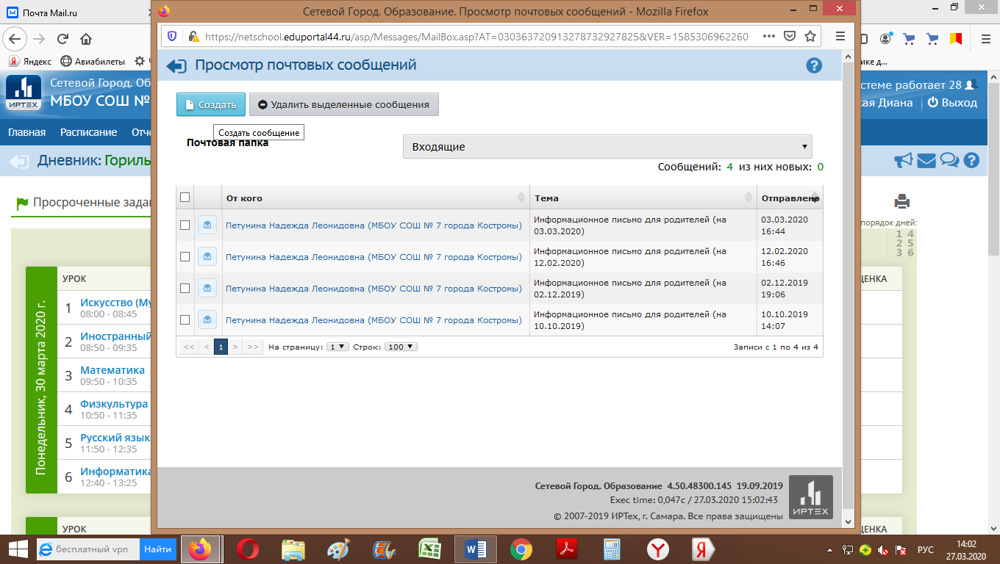 Почта Mail.ru
Сетевой Город. Образование. Просмотр почтовых сообщений - Mozilla Firefox
https://netschool.eduportal44.ru/asp/Messages/MailBox.asp?AT=030363720913278732927825&VER=1585306962260
Яндекс
Авиабилеты
ике д...
Просмотр почтовых сообщений
ИРТЕХ
Сетевой Город. Об
МБОУ СОШ №
стеме работает 28
кая Диана
Выход
Создать
Удалить выделенные сообщения
Создать сообщение
Главная
Расписание
Отче
Почтовая папка
Входящие
Дневник: Гориль
Сообщений: 4 из них новых: 0
От кого
Тема
Отправлено
Просроченные зада
порядок дней:
1 4
2 5
3 6
Петунина Надежда Леонидовна (МБОУ СОШ № 7 города Костромы)
Информационное письмо для родителей (на
03.03.2020)
03.03.2020
16:44
Петунина Надежда Леонидовна (МБОУ СОШ № 7 города Костромы)
Информационное письмо для родителей (на
12.02.2020)
12.02.2020
16:46
Петунина Надежда Леонидовна (МБОУ СОШ № 7 города Костромы)
Информационное письмо для родителей (на
02.12.2019)
02.12.2019
19:06
Петунина Надежда Леонидовна (МБОУ СОШ № 7 города Костромы)
Информационное письмо для родителей (на
10.10.2019)
10.10.2019
14:07
<< < 1 > >> На страницу: 1 Строк: 100
Записи с 1 по 4 из 4
Понедельник, 30 марта 2020 г.
УРОК
ЦЕНКА
1 Искусство (Му
08:00 - 08:45
2 Иностранный
08:50 - 09:35
3 Математика
09:50 - 10:35
4 Физкультура
10:50 - 11:35
5 Русский язык
11:50 - 12:35
6 Информатика
12:40 - 13:25
УРОК
ЦЕНКА
Сетевой Город. Образование 4.50.48300.145 19.09.2019
Exec time: 0,047с / 27.03.2020 15:02:43
© 2007-2019 ИРТех, г. Самара. Все права защищены
ИРТЕХ
бесплатный vpn
Найти
РУС
14:02
27.03.2020